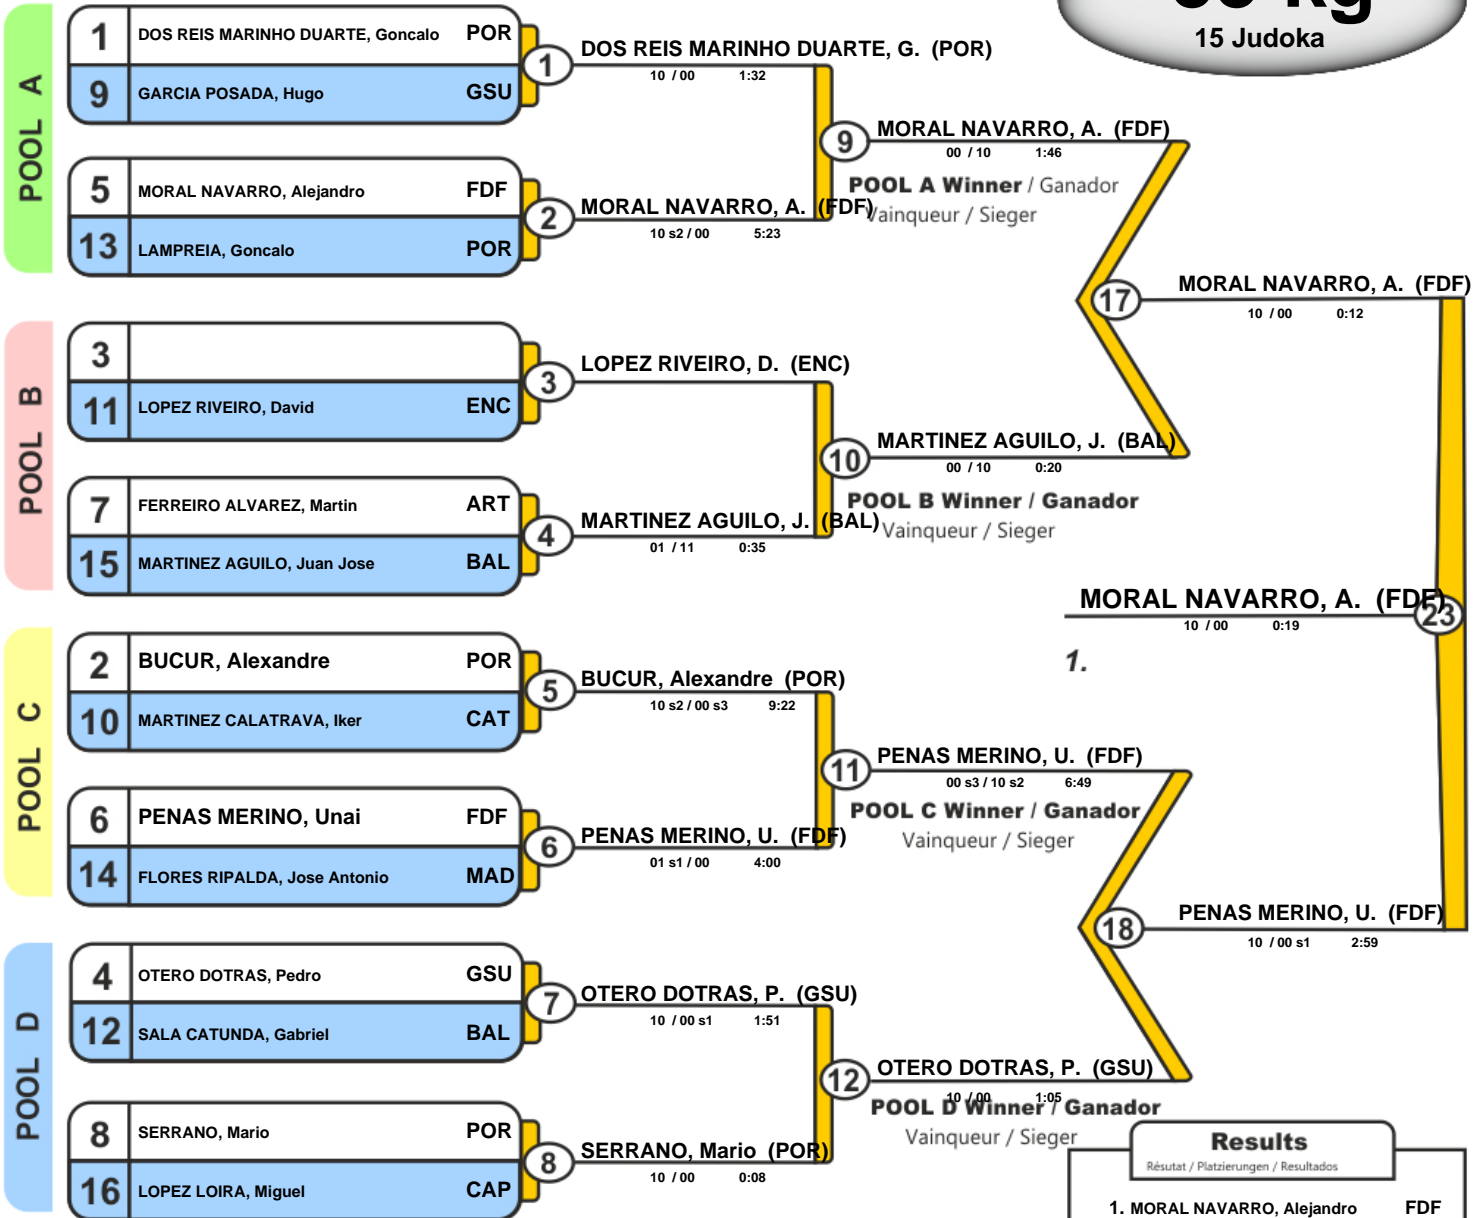 15 Judoka
POOL A
1 DOS REIS MARINHO DUARTE, Goncalo POR
9 GARCIA POSADA, Hugo GSU
1
DOS REIS MARINHO DUARTE, G. (POR)
10 / 00 1:32
5 MORAL NAVARRO, Alejandro FDF
13 LAMPREIA, Goncalo POR
2
MORAL NAVARRO, A. (FDF)
10 s2 / 00 5:23
9
MORAL NAVARRO, A. (FDF)
00 / 10 1:46
POOL A Winner / Ganador
Vainqueur / Sieger
POOL B
3
11 LOPEZ RIVEIRO, David ENC
3
LOPEZ RIVEIRO, D. (ENC)
7 FERREIRO ALVAREZ, Martin ART
15 MARTINEZ AGUILO, Juan Jose BAL
4
MARTINEZ AGUILO, J. (BAL)
01 / 11 0:35
10
MARTINEZ AGUILO, J. (BAL)
00 / 10 0:20
POOL B Winner / Ganador
Vainqueur / Sieger
17
MORAL NAVARRO, A. (FDF)
10 / 00 0:12
MORAL NAVARRO, A. (FDF)
23
10 / 00 0:19
1.
POOL C
2 BUCUR, Alexandre POR
10 MARTINEZ CALATRAVA, Iker CAT
5
BUCUR, Alexandre (POR)
10 s2 / 00 s3 9:22
6 PENAS MERINO, Unai FDF
14 FLORES RIPALDA, Jose Antonio MAD
6
PENAS MERINO, U. (FDF)
01 s1 / 00 4:00
11
PENAS MERINO, U. (FDF)
00 s3 / 10 s2 6:49
POOL C Winner / Ganador
Vainqueur / Sieger
18
PENAS MERINO, U. (FDF)
10 / 00 s1 2:59
POOL D
4 OTERO DOTRAS, Pedro GSU
12 SALA CATUNDA, Gabriel BAL
7
OTERO DOTRAS, P. (GSU)
10 / 00 s1 1:51
8 SERRANO, Mario POR
16 LOPEZ LOIRA, Miguel CAP
8
SERRANO, Mario (POR)
10 / 00 0:08
12
OTERO DOTRAS, P. (GSU)
10 / 00 1:05
POOL D Winner / Ganador
Vainqueur / Sieger
Results
Résutat / Platzierungen / Resultados
1. MORAL NAVARRO, Alejandro FDF